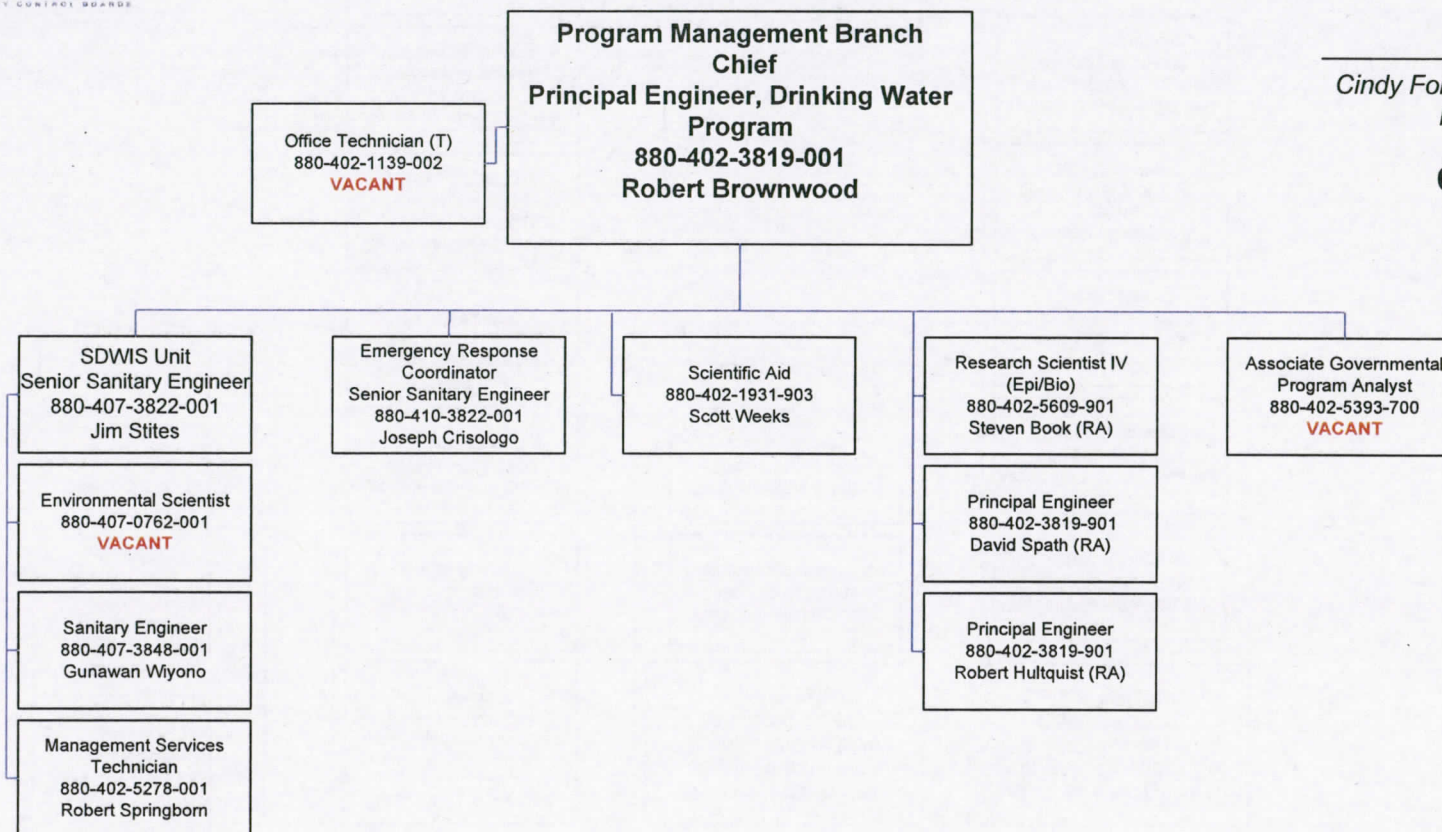 Y CONTROL BOARDS
Program Management Branch
Chief
Principal Engineer, Drinking Water
Program
880-402-3819-001
Robert Brownwood
Cindy
Office Technician (T)
880-402-1139-002
VACANT
SDWIS Unit
Senior Sanitary Engineer
880-407-3822-001
Jim Stites
Emergency Response
Coordinator
Senior Sanitary Engineer
880-410-3822-001
Joseph Crisologo
Scientific Aid
880-402-1931-903
Scott Weeks
Research Scientist IV
(Epi/Bio)
880-402-5609-901
Steven Book (RA)
Associate Governmental
Program Analyst
880-402-5393-700
VACANT
Environmental Scientist
880-407-0762-001
VACANT
Principal Engineer
880-402-3819-901
David Spath (RA)
Sanitary Engineer
880-407-3848-001
Gunawan Wiyono
Principal Engineer
880-402-3819-901
Robert Hultquist (RA)
Management Services
Technician
880-402-5278-001
Robert Springborn